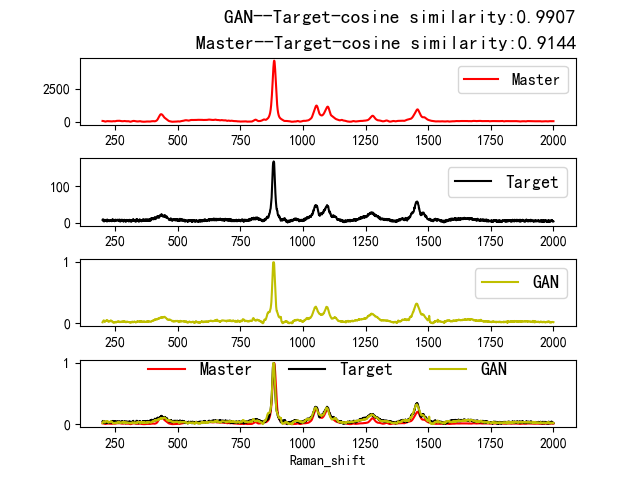 GAN--Target-cosine similarity:0.9907
Master--Target-cosine similarity:0.9144
2500
0
Master
250 500 750 1000 1250 1500 1750 2000
100
0
Target
250 500 750 1000 1250 1500 1750 2000
1
0
GAN
250 500 750 1000 1250 1500 1750 2000
1
0
Master Target GAN
250 500 750 1000 1250 1500 1750 2000
Raman_shift